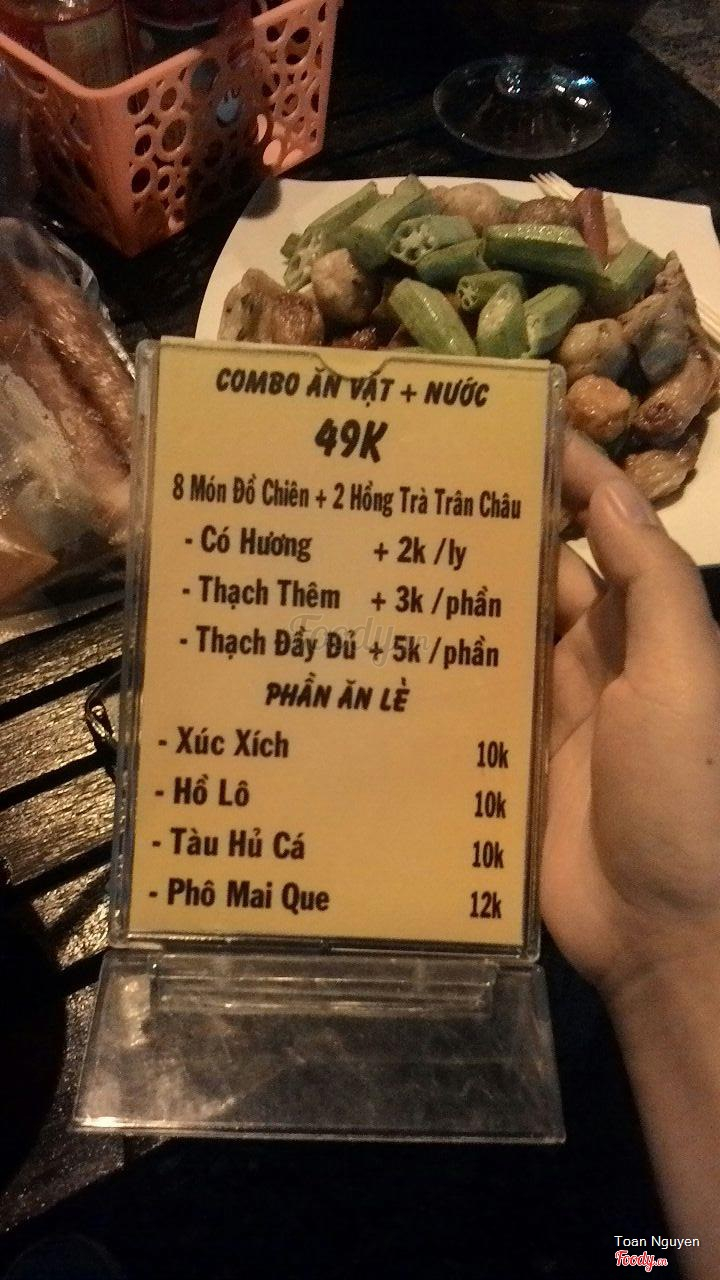 COMBO ĂN VẶT + NƯỚC
49K
8 Món Đồ Chiên + 2 Hồng Trà Trân Châu
- Có Hương + 2k /ly
- Thạch Thêm + 3k /phần
- Thạch Đầy Đủ + 5k /phần
PHẦN ĂN LẺ
- Xúc Xích 10k
- Hồ Lô 10k
- Tàu Hủ Cá 10k
- Phô Mai Que 12k
Foody.vn
Toan Nguyen
Foody.vn